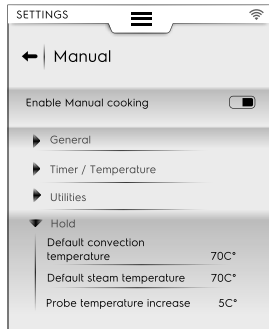 SETTINGS
Manual
Enable Manual cooking
General
Timer / Temperature
Utilities
Hold
Default convection
temperature 70C°
Default steam temperature 70C°
Probe temperature increase 5C°